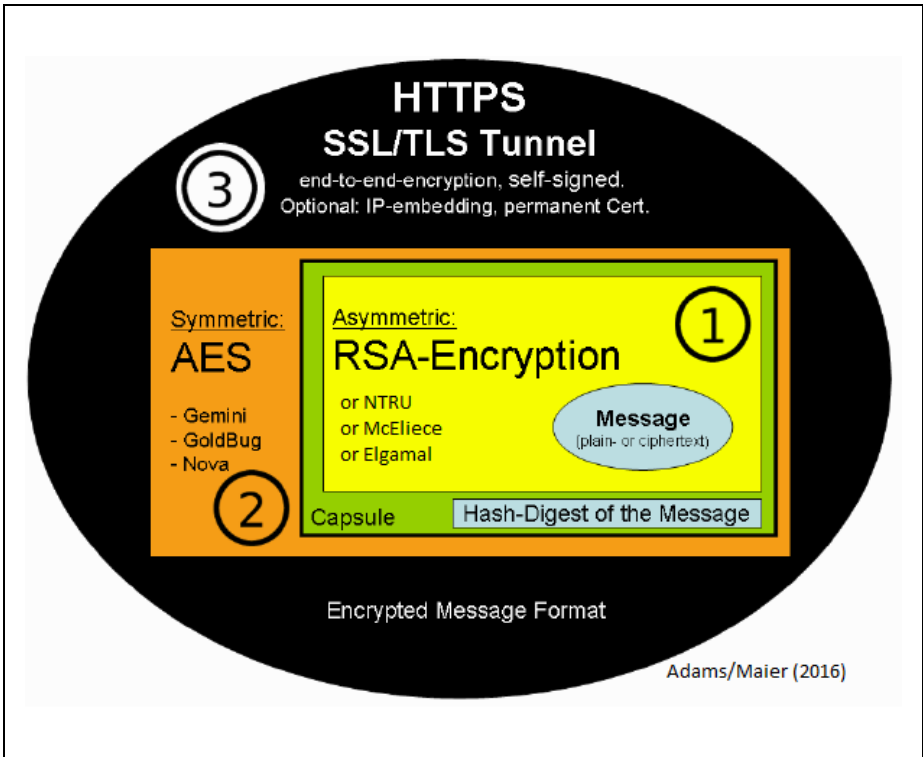 HTTPS
SSL/TLS Tunnel
3
end-to-end-encryption, self-signed.
Optional: IP-embedding, permanent Cert.
Symmetric:
AES
- Gemini
- GoldBug
- Nova
2
Asymmetric:
RSA-Encryption
1
or NTRU
or McEliece
or Elgamal
Message
(plain- or ciphertext)
Capsule
Hash-Digest of the Message
Encrypted Message Format
Adams/Maier (2016)